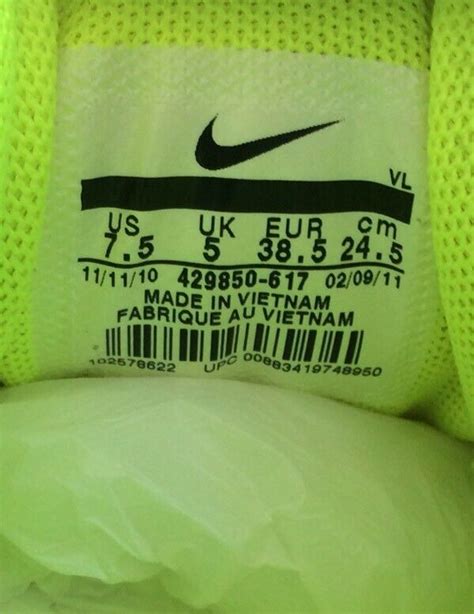 VL
US UK EUR cm
7.5 5 38.5 24.5
11/11/10 429850-617 02/09/11
MADE IN VIETNAM
FABRIQUE AU VIETNAM
102578622 UPC 00883419748950